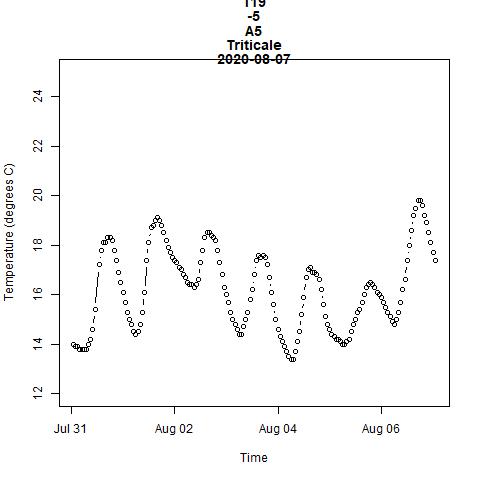 T19
-5
A5
Triticale
2020-08-07
24
22
20
18
16
14
12
Temperature (degrees C)
Jul 31
Aug 02
Aug 04
Aug 06
Time